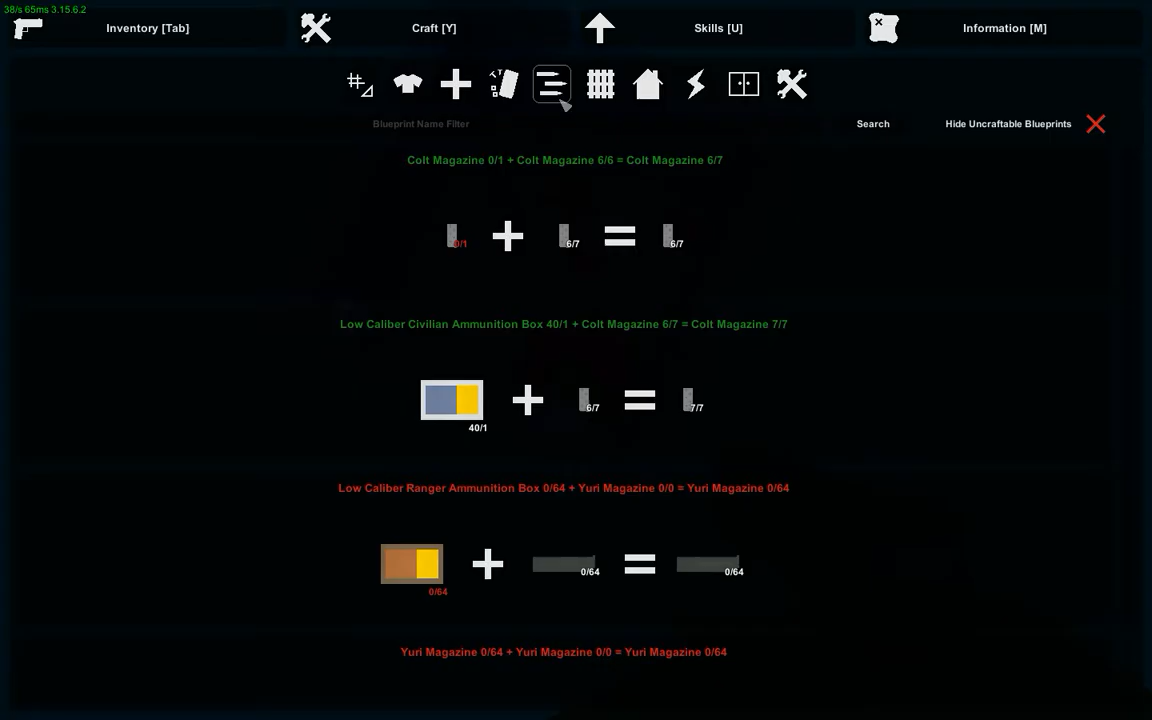 38/s 65ms 3.15.6.2
Inventory [Tab]
Craft [Y]
Skills [U]
Information [M]
Blueprint Name Filter
Search
Hide Uncraftable Blueprints
Colt Magazine 0/1 + Colt Magazine 6/6 = Colt Magazine 6/7
0/1
6/7
6/7
Low Caliber Civilian Ammunition Box 40/1 + Colt Magazine 6/7 = Colt Magazine 7/7
40/1
6/7
7/7
Low Caliber Ranger Ammunition Box 0/64 + Yuri Magazine 0/0 = Yuri Magazine 0/64
0/64
0/64
0/64
Yuri Magazine 0/64 + Yuri Magazine 0/0 = Yuri Magazine 0/64